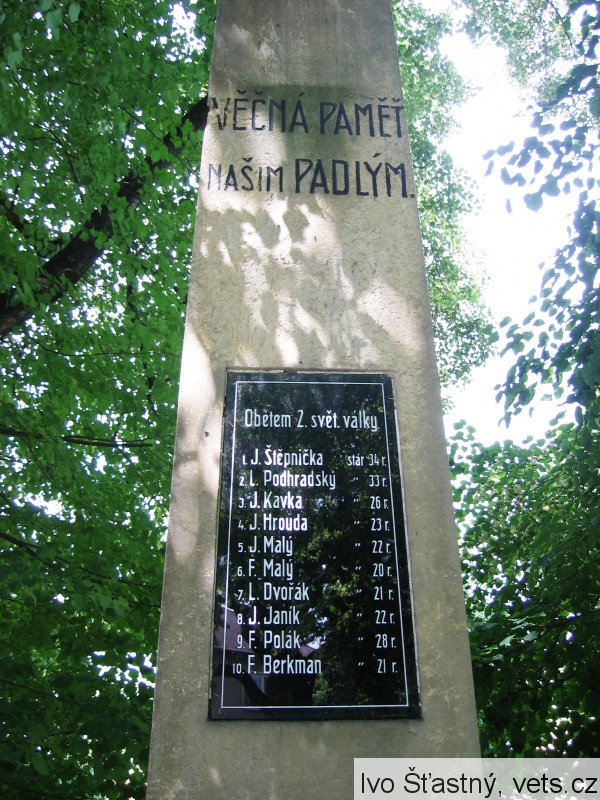 VĚČNÁ PAMĚŤ
NAŠIM PADLÝM.
Obětem 2. svět. války
1. J. Štěpnička stár 34 r.
2. L. Podhradský " 33 r.
3. J. Kavka " 26 r.
4. J. Hrouda " 23 r.
5. J. Malý " 22 r.
6. F. Malý " 20 r.
7. L. Dvořák " 21 r.
8. J. Janík " 22 r.
9. F. Polák " 28 r.
10. F. Berkman " 21 r.
Ivo Šťastný, vets.cz